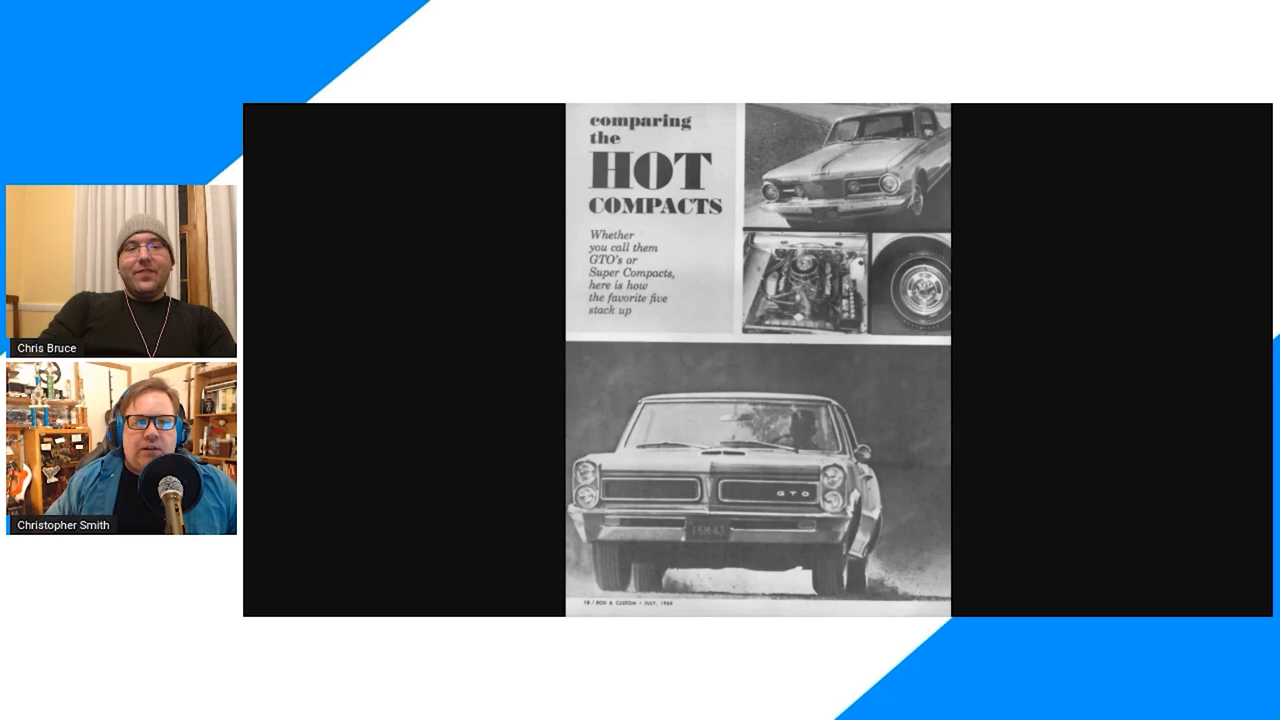 comparing
the
HOT
COMPACTS
Whether
you call them
GTO's or
Super Compacts,
here is how
the favorite five
stack up
GTO
18 / ROD & CUSTOM • JULY, 1965
Chris Bruce
Christopher Smith